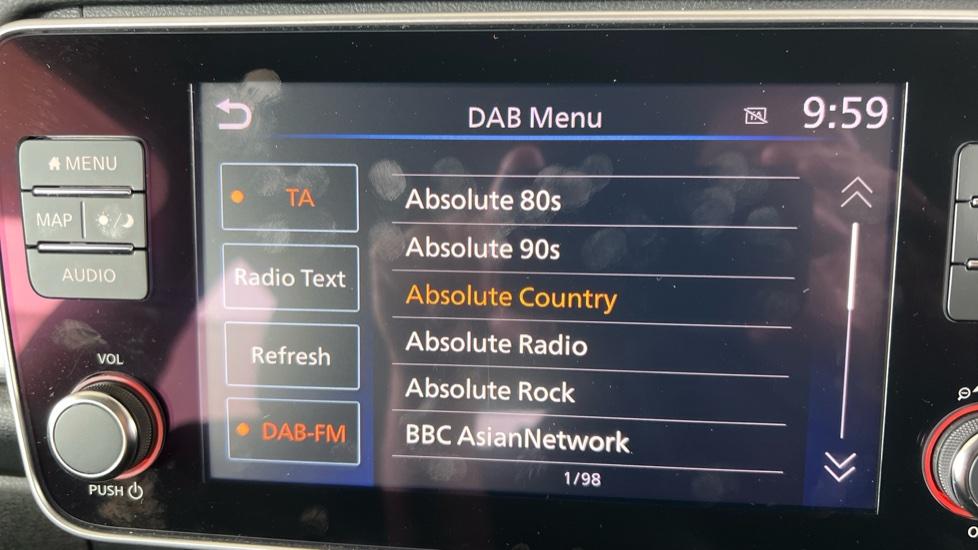 DAB Menu
TA
9:59
MENU
MAP
AUDIO
VOL
PUSH
TA
Radio Text
Refresh
DAB-FM
Absolute 80s
Absolute 90s
Absolute Country
Absolute Radio
Absolute Rock
BBC AsianNetwork
1/98